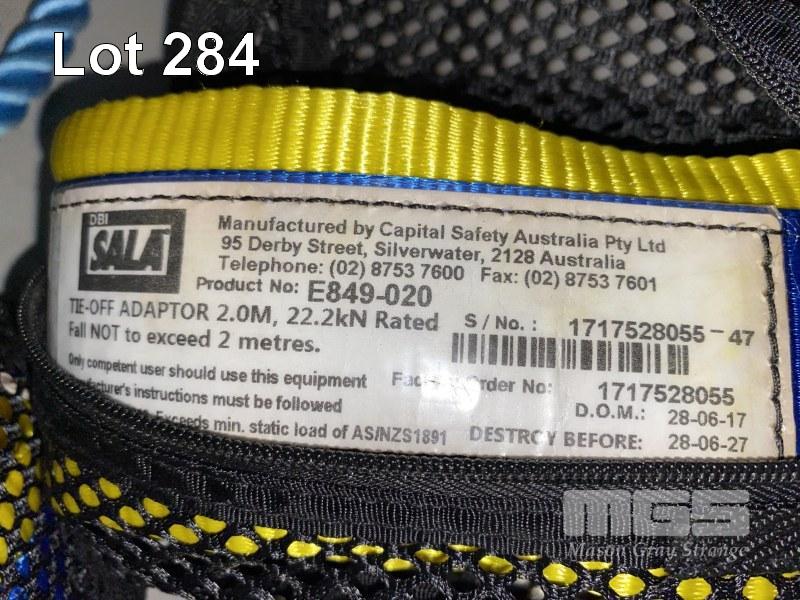 Lot 284
DBI
SALA
Manufactured by Capital Safety Australia Pty Ltd
95 Derby Street, Silverwater, 2128 Australia
Telephone: (02) 8753 7600 Fax: (02) 8753 7601
Product No: E849-020
TIE-OFF ADAPTOR 2.0M, 22.2kN Rated
Fall NOT to exceed 2 metres.
S / No. : 1717528055-47
Only competent user should use this equipment
instructions must be followed
Exceeds min. static load of AS/NZS1891
Order No: 1717528055
D.O.M.: 28-06-17
DESTROY BEFORE: 28-06-27
MGS
Mason Gray Strange